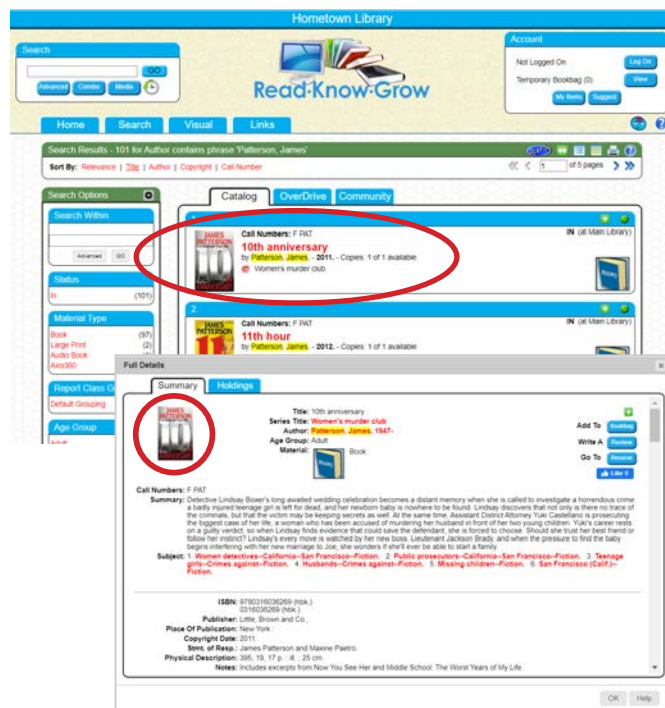 Hometown Library
Search
GO
Advanced Combo Media
Read·Know·Grow
Account
Not Logged On
Log On
Temporary Bookbag (0)
View
My Items Suggest
Home Search Visual Links
Search Results - 101 for Author contains phrase 'Patterson, James'
Sort By: Relevance | Title | Author | Copyright | Call Number
1 of 5 pages
Search Options
Catalog OverDrive Community
Search Within
Advanced GO
Status
In (101)
Material Type
Book (97)
Large Print (2)
Audio Book
Axis360
Default Grouping
Age Group
1.
JAMES PATTERSON
10
Call Numbers: F PAT
10th anniversary
by Patterson, James. - 2011. - Copies: 1 of 1 available
Women's murder club
IN (at Main Library)
BOOKS
2.
JAMES PATTERSON
11
Call Numbers: F PAT
11th hour
by Patterson, James. - 2012. - Copies: 1 of 1 available
IN (at Main Library)
Full Details
Summary Holdings
JAMES PATTERSON
10
Title: 10th anniversary
Series Title: Women's murder club
Author: Patterson, James, 1947-
Age Group: Adult
Material: Book
Add To Bookbag
Write A Review
Go To Reserve
Like 0
Call Numbers: F PAT
Summary: Detective Lindsay Boxer's long awaited wedding celebration becomes a distant memory when she is called to investigate a horrendous crime
a badly injured teenage girl is left for dead, and her newborn baby is nowhere to be found. Lindsay discovers that not only is there no trace of
the criminals, but that the victim may be keeping secrets as well. At the same time, Assistant District Attorney Yuki Castellano is prosecuting
the biggest case of her life, a woman who has been accused of murdering her husband in front of her two young children. Yuki's career rests
on a guilty verdict, so when Lindsay finds evidence that could save the defendant, she is forced to choose. Should she trust her best friend or
follow her instinct? Lindsay's every move is watched by her new boss, Lieutenant Jackson Brady, and when the pressure to find the baby
begins interfering with her new marriage to Joe, she wonders if she'll ever be able to start a family
Subject: 1. Women detectives--California--San Francisco--Fiction. 2. Public prosecutors--California--San Francisco--Fiction. 3. Teenage
girls--Crimes against--Fiction. 4. Husbands--Crimes against--Fiction. 5. Missing children--Fiction. 6. San Francisco (Calif.)--
Fiction.
ISBN: 9780316036269 (hbk.)
0316036269 (hbk.)
Publisher: Little, Brown and Co.,
Place Of Publication: New York :
Copyright Date: 2011.
Stmt. of Resp.: James Patterson and Maxine Paetro.
Physical Description: 395, 19, 17 p. : ill. ; 25 cm.
Notes: Includes excerpts from Now You See Her and Middle School: The Worst Years of My Life.
OK Help